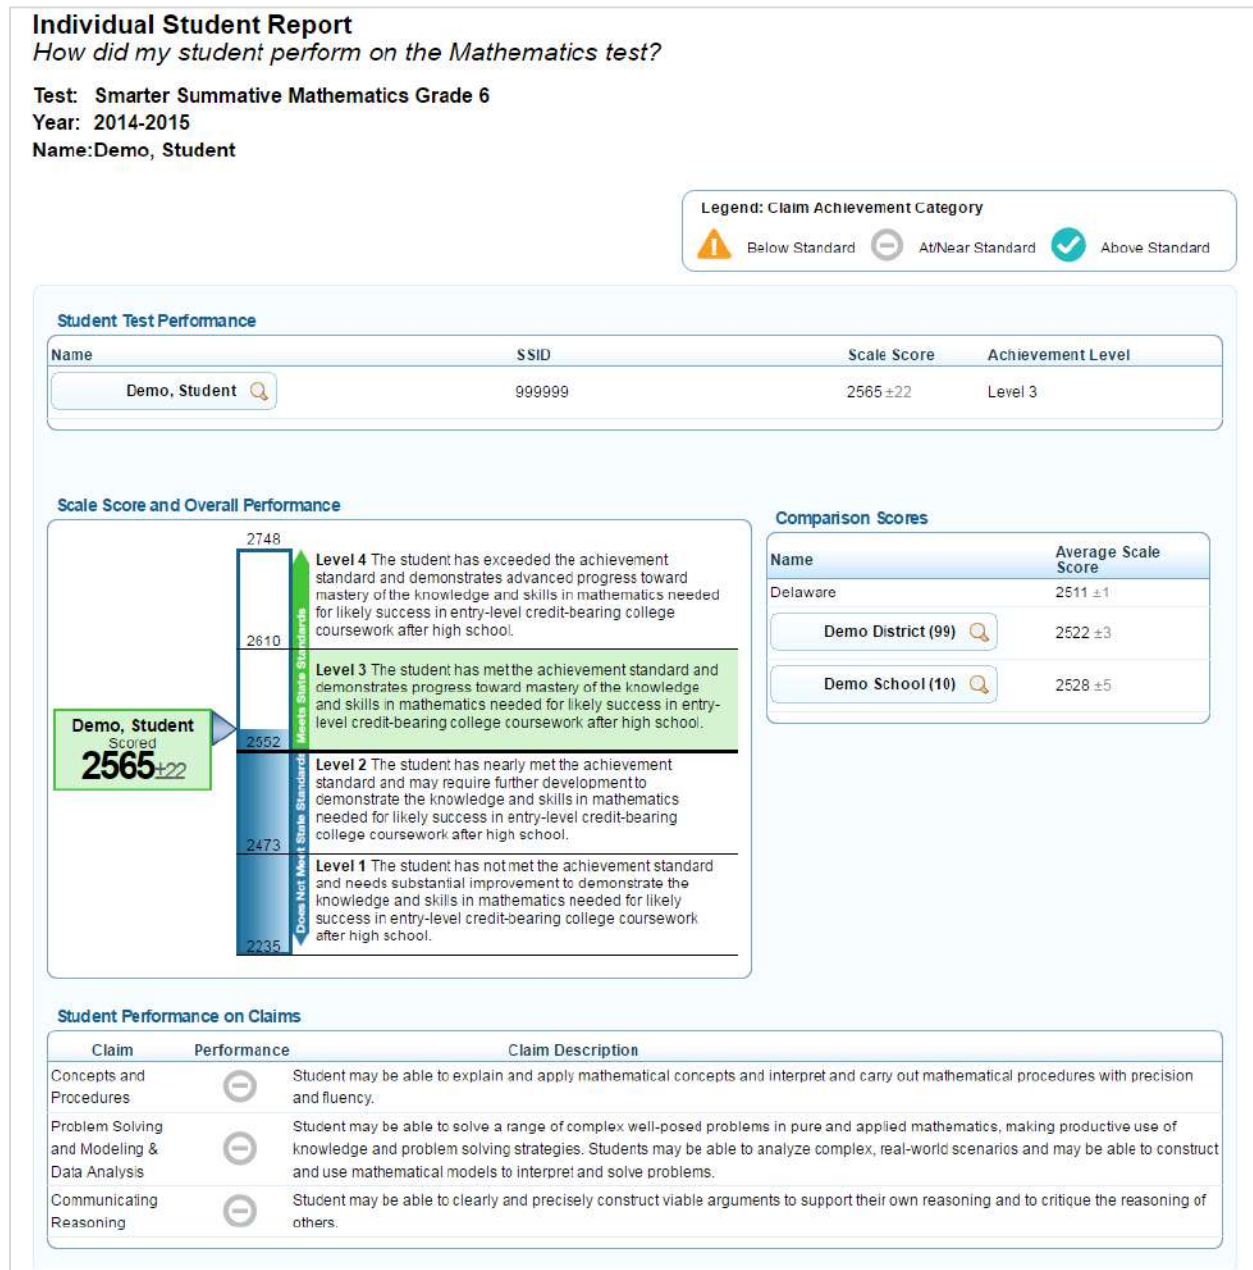 Individual Student Report
How did my student perform on the Mathematics test?
Test: Smarter Summative Mathematics Grade 6
Year: 2014-2015
Name:Demo, Student
Legend: Claim Achievement Category
Below Standard At/Near Standard Above Standard
Student Test Performance
Name SSID Scale Score Achievement Level
Demo, Student 999999 2565 ±22 Level 3
Scale Score and Overall Performance
2748
2610
2552
2473
2235
Meets State Standards
Does Not Meet State Standards
Demo, Student
Scored
2565±22
Level 4 The student has exceeded the achievement
standard and demonstrates advanced progress toward
mastery of the knowledge and skills in mathematics needed
for likely success in entry-level credit-bearing college
coursework after high school.
Level 3 The student has met the achievement standard and
demonstrates progress toward mastery of the knowledge
and skills in mathematics needed for likely success in entry-
level credit-bearing college coursework after high school.
Level 2 The student has nearly met the achievement
standard and may require further development to
demonstrate the knowledge and skills in mathematics
needed for likely success in entry-level credit-bearing
college coursework after high school.
Level 1 The student has not met the achievement standard
and needs substantial improvement to demonstrate the
knowledge and skills in mathematics needed for likely
success in entry-level credit-bearing college coursework
after high school.
Comparison Scores
Name Average Scale
Score
Delaware 2511 ±1
Demo District (99) 2522 ±3
Demo School (10) 2528 ±5
Student Performance on Claims
Claim Performance Claim Description
Concepts and
Procedures
Student may be able to explain and apply mathematical concepts and interpret and carry out mathematical procedures with precision
and fluency.
Problem Solving
and Modeling &
Data Analysis
Student may be able to solve a range of complex well-posed problems in pure and applied mathematics, making productive use of
knowledge and problem solving strategies. Students may be able to analyze complex, real-world scenarios and may be able to construct
and use mathematical models to interpret and solve problems.
Communicating
Reasoning
Student may be able to clearly and precisely construct viable arguments to support their own reasoning and to critique the reasoning of
others.